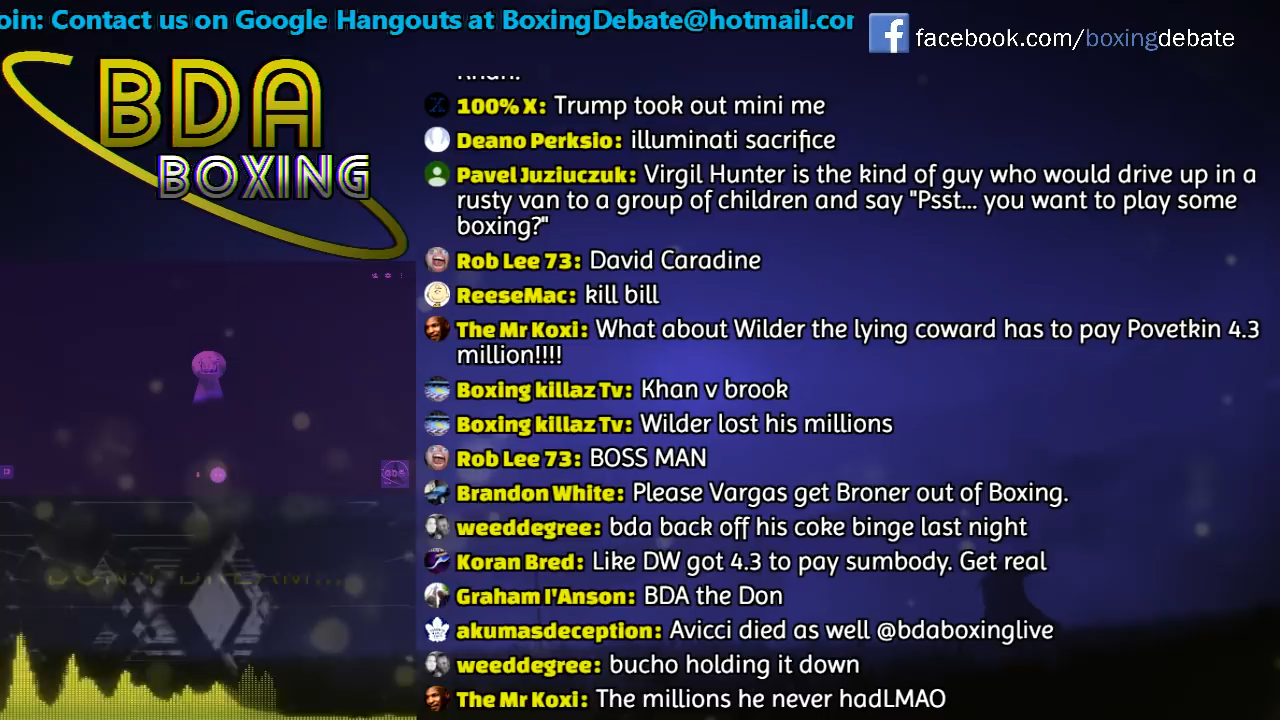 oin: Contact us on Google Hangouts at BoxingDebate@hotmail.com
facebook.com/boxingdebate
BDA
BOXING
Khan.
100% X: Trump took out mini me
Deano Perksio: illuminati sacrifice
Pavel Juziuczuk: Virgil Hunter is the kind of guy who would drive up in a
rusty van to a group of children and say "Psst... you want to play some
boxing?"
Rob Lee 73: David Caradine
ReeseMac: kill bill
The Mr Koxi: What about Wilder the lying coward has to pay Povetkin 4.3
million!!!!
Boxing killaz Tv: Khan v brook
Boxing killaz Tv: Wilder lost his millions
Rob Lee 73: BOSS MAN
Brandon White: Please Vargas get Broner out of Boxing.
weeddegree: bda back off his coke binge last night
Koran Bred: Like DW got 4.3 to pay sumbody. Get real
Graham I'Anson: BDA the Don
akumasdeception: Avicci died as well @bdaboxinglive
weeddegree: bucho holding it down
The Mr Koxi: The millions he never hadLMAO